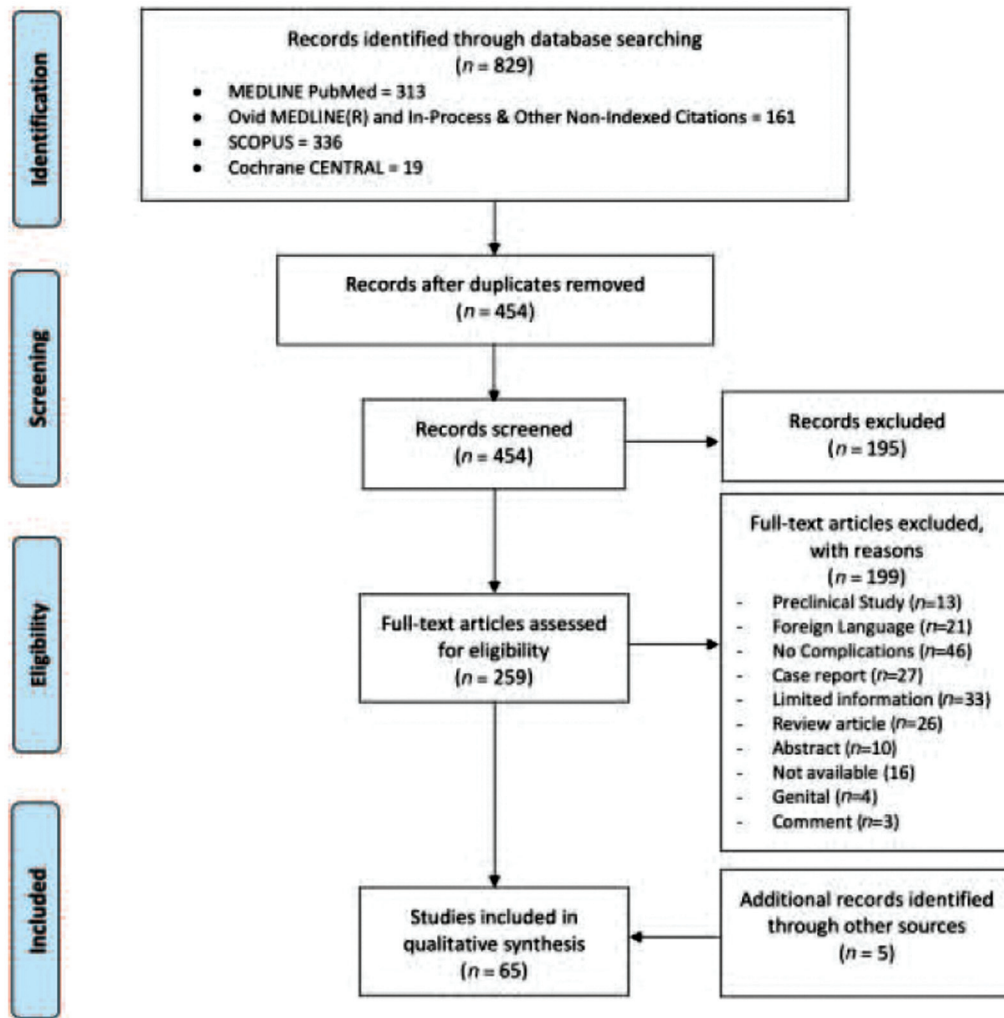 Identification
Records identified through database searching
(n = 829)
• MEDLINE PubMed = 313
• Ovid MEDLINE(R) and In-Process & Other Non-Indexed Citations = 161
• SCOPUS = 336
• Cochrane CENTRAL = 19
Screening
Records after duplicates removed
(n = 454)
Records screened
(n = 454)
Records excluded
(n = 195)
Eligibility
Full-text articles assessed
for eligibility
(n = 259)
Full-text articles excluded,
with reasons
(n = 199)
- Preclinical Study (n=13)
- Foreign Language (n=21)
- No Complications (n=46)
- Case report (n=27)
- Limited information (n=33)
- Review article (n=26)
- Abstract (n=10)
- Not available (16)
- Genital (n=4)
- Comment (n=3)
Included
Studies included in
qualitative synthesis
(n = 65)
Additional records identified
through other sources
(n = 5)